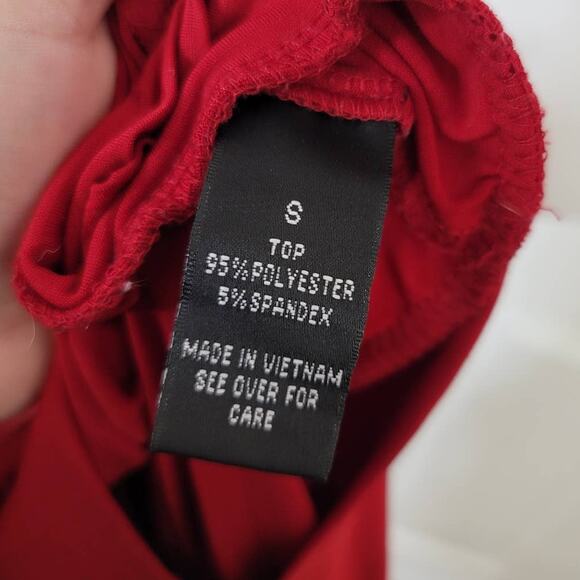 S
TOP
95%POLYESTER
5%SPANDEX
MADE IN VIETNAM
SEE OVER FOR
CARE